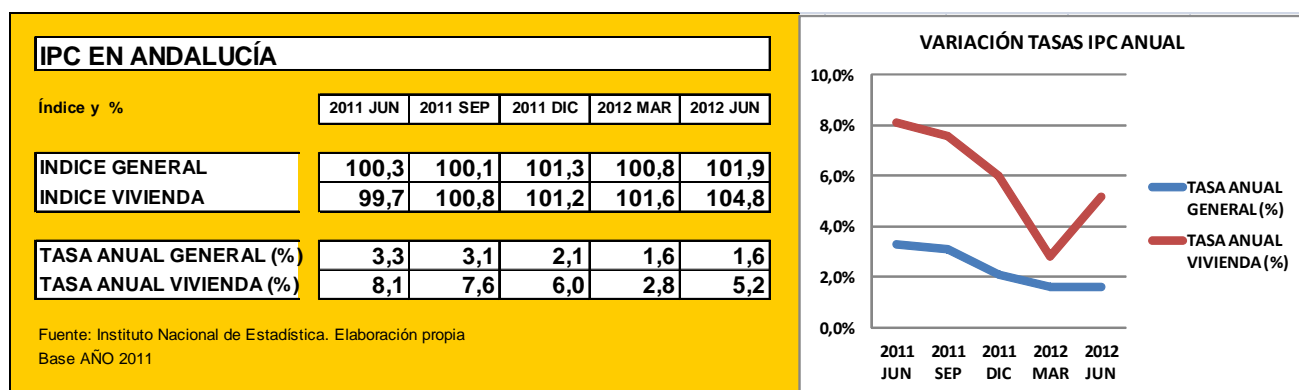 IPC EN ANDALUCÍA
Índice y %
2011 JUN 2011 SEP 2011 DIC 2012 MAR 2012 JUN
INDICE GENERAL 100,3 100,1 101,3 100,8 101,9
INDICE VIVIENDA 99,7 100,8 101,2 101,6 104,8
TASA ANUAL GENERAL (%) 3,3 3,1 2,1 1,6 1,6
TASA ANUAL VIVIENDA (%) 8,1 7,6 6,0 2,8 5,2
Fuente: Instituto Nacional de Estadística. Elaboración propia
Base AÑO 2011
VARIACIÓN TASAS IPC ANUAL
10,0%
8,0%
6,0%
4,0%
2,0%
0,0%
2011 2011 2011 2012 2012
JUN SEP DIC MAR JUN
TASA ANUAL
GENERAL (%)
TASA ANUAL
VIVIENDA (%)